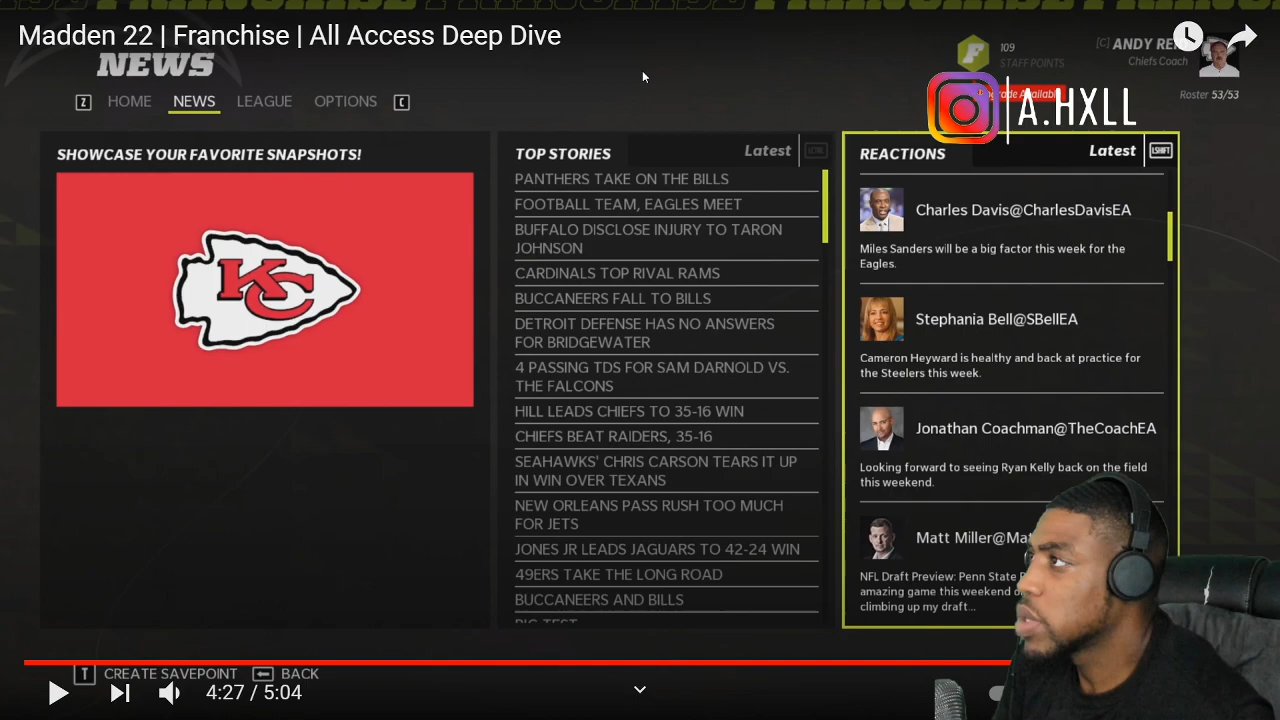 Madden 22 | Franchise | All Access Deep Dive
NEWS
109
STAFF POINTS
[C] ANDY REID
Chiefs Coach
Roster 53/53
Upgrade Available
A.HXLL
Z HOME NEWS LEAGUE OPTIONS C
SHOWCASE YOUR FAVORITE SNAPSHOTS!
KC
TOP STORIES
Latest
LCTRL
PANTHERS TAKE ON THE BILLS
FOOTBALL TEAM, EAGLES MEET
BUFFALO DISCLOSE INJURY TO TARON
JOHNSON
CARDINALS TOP RIVAL RAMS
BUCCANEERS FALL TO BILLS
DETROIT DEFENSE HAS NO ANSWERS
FOR BRIDGEWATER
4 PASSING TDS FOR SAM DARNOLD VS.
THE FALCONS
HILL LEADS CHIEFS TO 35-16 WIN
CHIEFS BEAT RAIDERS, 35-16
SEAHAWKS' CHRIS CARSON TEARS IT UP
IN WIN OVER TEXANS
NEW ORLEANS PASS RUSH TOO MUCH
FOR JETS
JONES JR LEADS JAGUARS TO 42-24 WIN
49ERS TAKE THE LONG ROAD
BUCCANEERS AND BILLS
BIG TEST
REACTIONS
Latest
LSHIFT
Charles Davis@CharlesDavisEA
Miles Sanders will be a big factor this week for the
Eagles.
Stephania Bell@SBellEA
Cameron Heyward is healthy and back at practice for
the Steelers this week.
Jonathan Coachman@TheCoachEA
Looking forward to seeing Ryan Kelly back on the field
this weekend.
Matt Miller@Mat
NFL Draft Preview: Penn State
amazing game this weekend
climbing up my draft...
T CREATE SAVEPOINT BACK
4:27 / 5:04